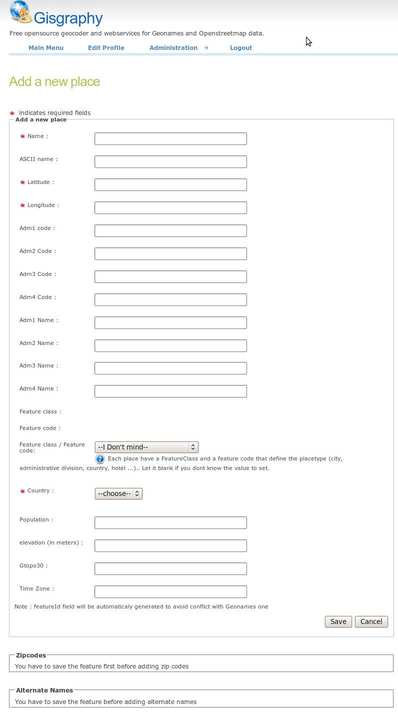 Gisgraphy
Free opensource geocoder and webservices for Geonames and Openstreetmap data.
Main Menu Edit Profile Administration Logout
Add a new place
* indicates required fields
Add a new place
* Name :
ASCII name :
* Latitude :
* Longitude :
Adm1 code :
Adm2 Code :
Adm3 Code :
Adm4 Code :
Adm1 Name :
Adm2 Name :
Adm3 Name :
Adm4 Name :
Feature class :
Feature code :
Feature class / Feature
code:
--I Don't mind--
Each place have a FeatureClass and a feature code that define the placetype (city,
administrative division, country, hotel ...).. Let it blank if you dont know the value to set.
* Country :
--choose--
Population :
elevation (in meters) :
Gtopo30 :
Time Zone :
Note : featureId field will be automaticaly generated to avoid conflict with Geonames one
Save Cancel
Zipcodes
You have to save the feature first before adding zip codes
Alternate Names
You have to save the feature before adding alternate names